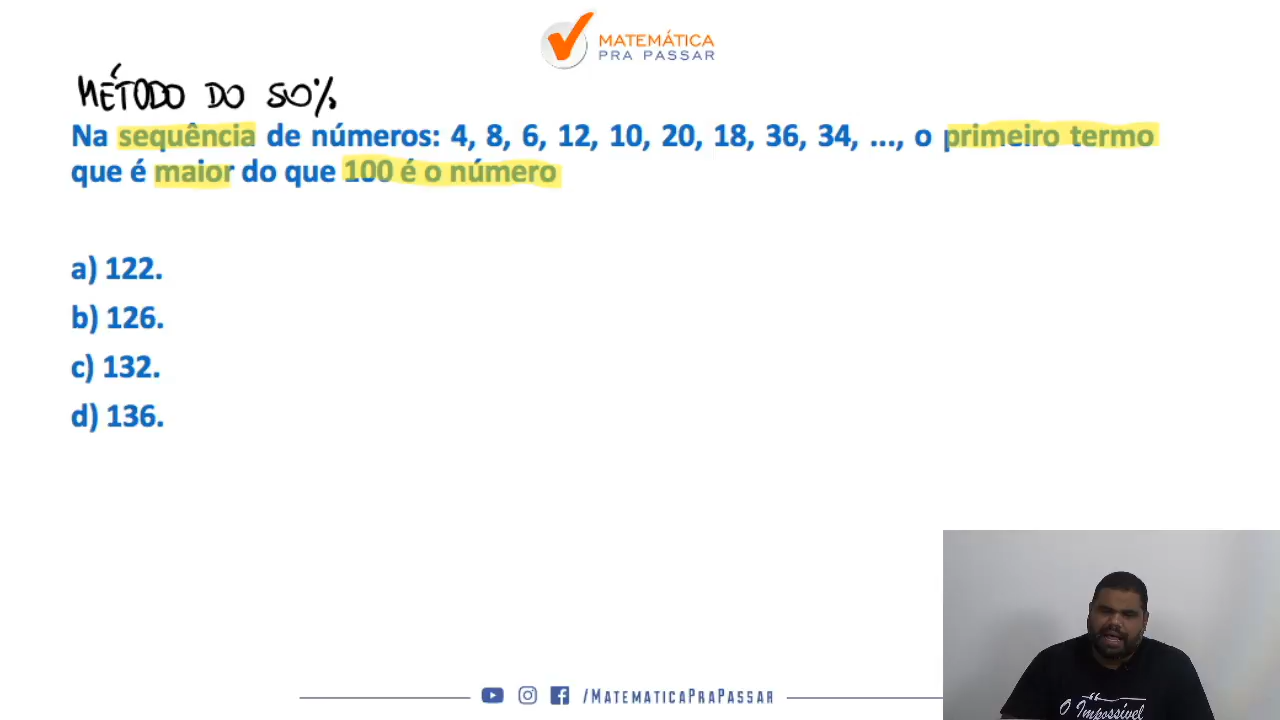 MATEMÁTICA
PRA PASSAR
MÉTODO DO 50%
Na sequência de números: 4, 8, 6, 12, 10, 20, 18, 36, 34, ..., o primeiro termo
que é maior do que 100 é o número
a) 122.
b) 126.
c) 132.
d) 136.
O Impossível
/MATEMATICAPRAPASSAR